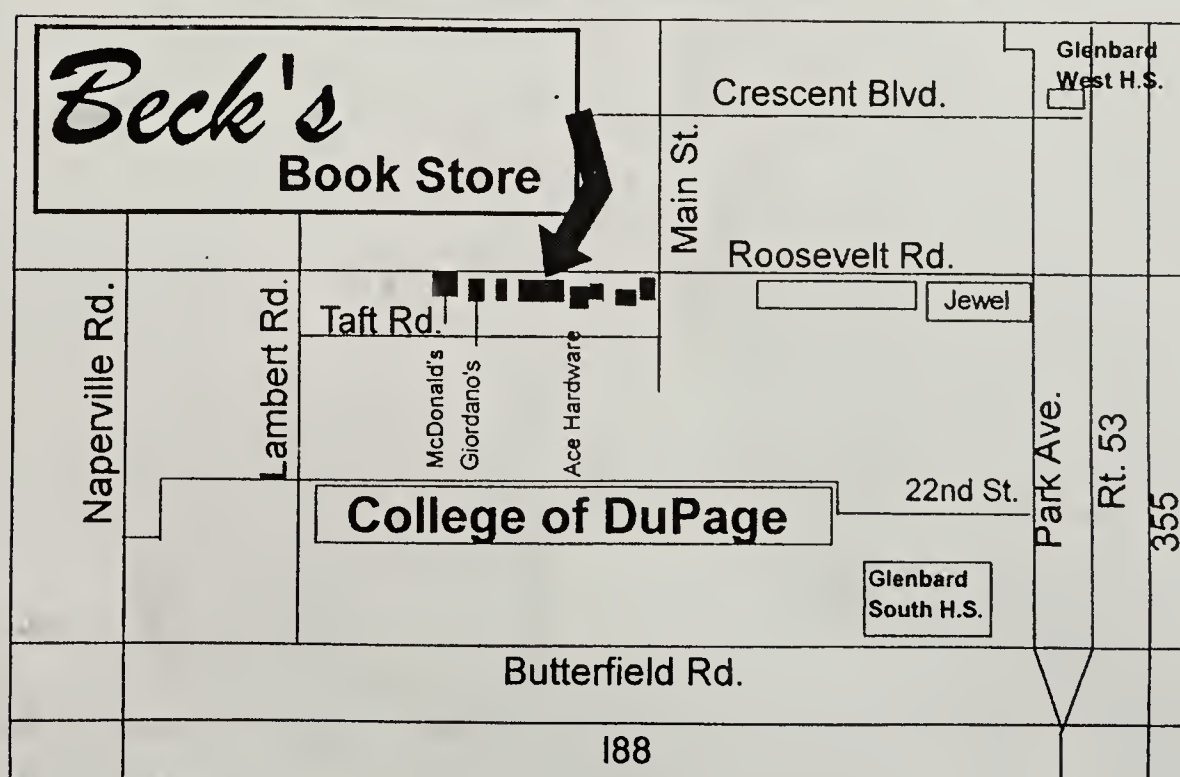 Beck's
Book Store
Glenbard
West H.S.
Crescent Blvd.
Main St.
Roosevelt Rd.
Jewel
Naperville Rd.
Lambert Rd.
Taft Rd.
McDonald's
Giordano's
Ace Hardware
Park Ave.
Rt. 53
355
22nd St.
College of DuPage
Glenbard
South H.S.
Butterfield Rd.
I88